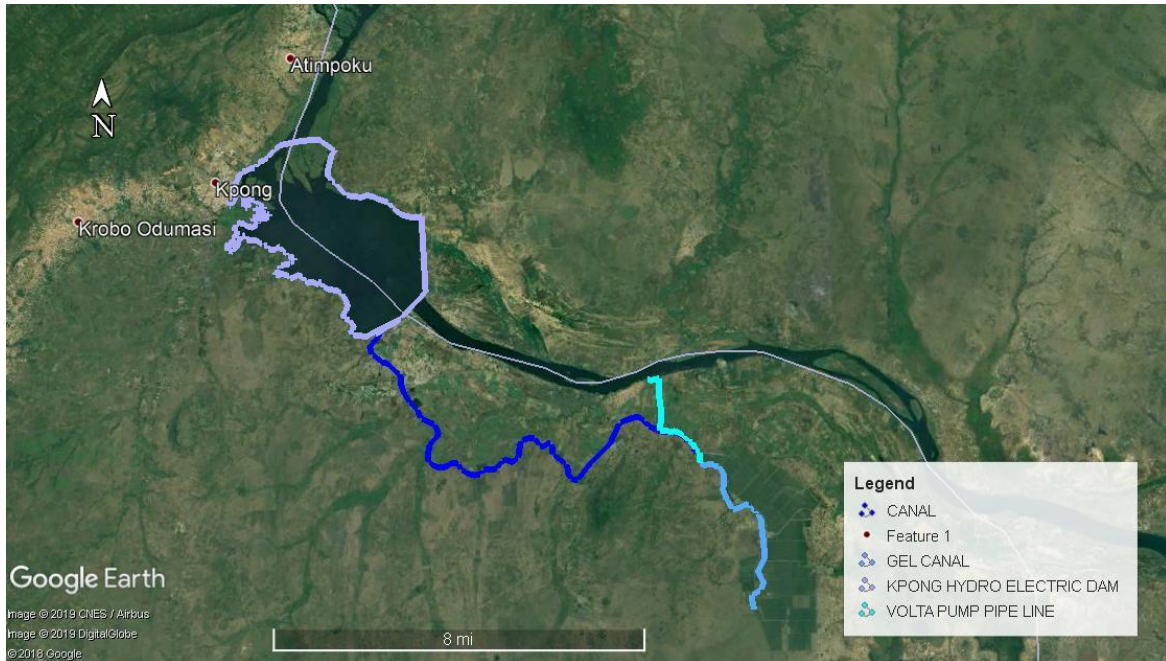 Atimpoku
N
Kpong
Krobo Odumasi
Legend
CANAL
Feature 1
GEL CANAL
KPONG HYDRO ELECTRIC DAM
VOLTA PUMP PIPE LINE
Google Earth
Image © 2019 CNES / Airbus
Image © 2019 DigitalGlobe
© 2018 Google
8 mi